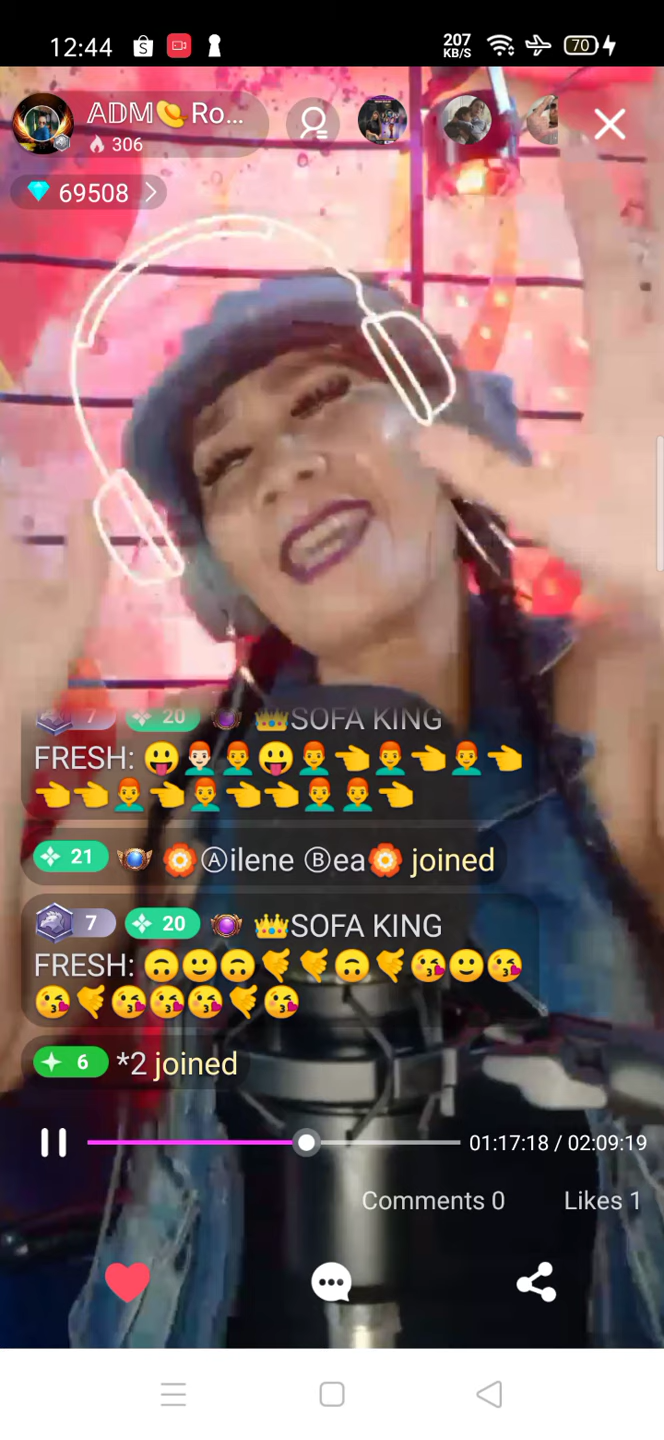 12:44
207
KB/S
70
𝔸𝔻𝕄👒Ro...
306
69508
7 20 👑SOFA KING
FRESH: 😛🤦🏻‍♂️🤦‍♂️😛🤦‍♂️👈🤦‍♂️👈🤦‍♂️👈
👈👈🤦‍♂️👈🤦‍♂️👈👈🤦‍♂️🤦‍♂️👈
21 🏵️Ⓐilene Ⓑea🏵️ joined
7 20 👑SOFA KING
FRESH: 🙃🙂🙃🤙🤙🙃🤙😘🙂😘
😘🤙😘😘😘🤙😘
6 *2 joined
01:17:18 / 02:09:19
Comments 0 Likes 1